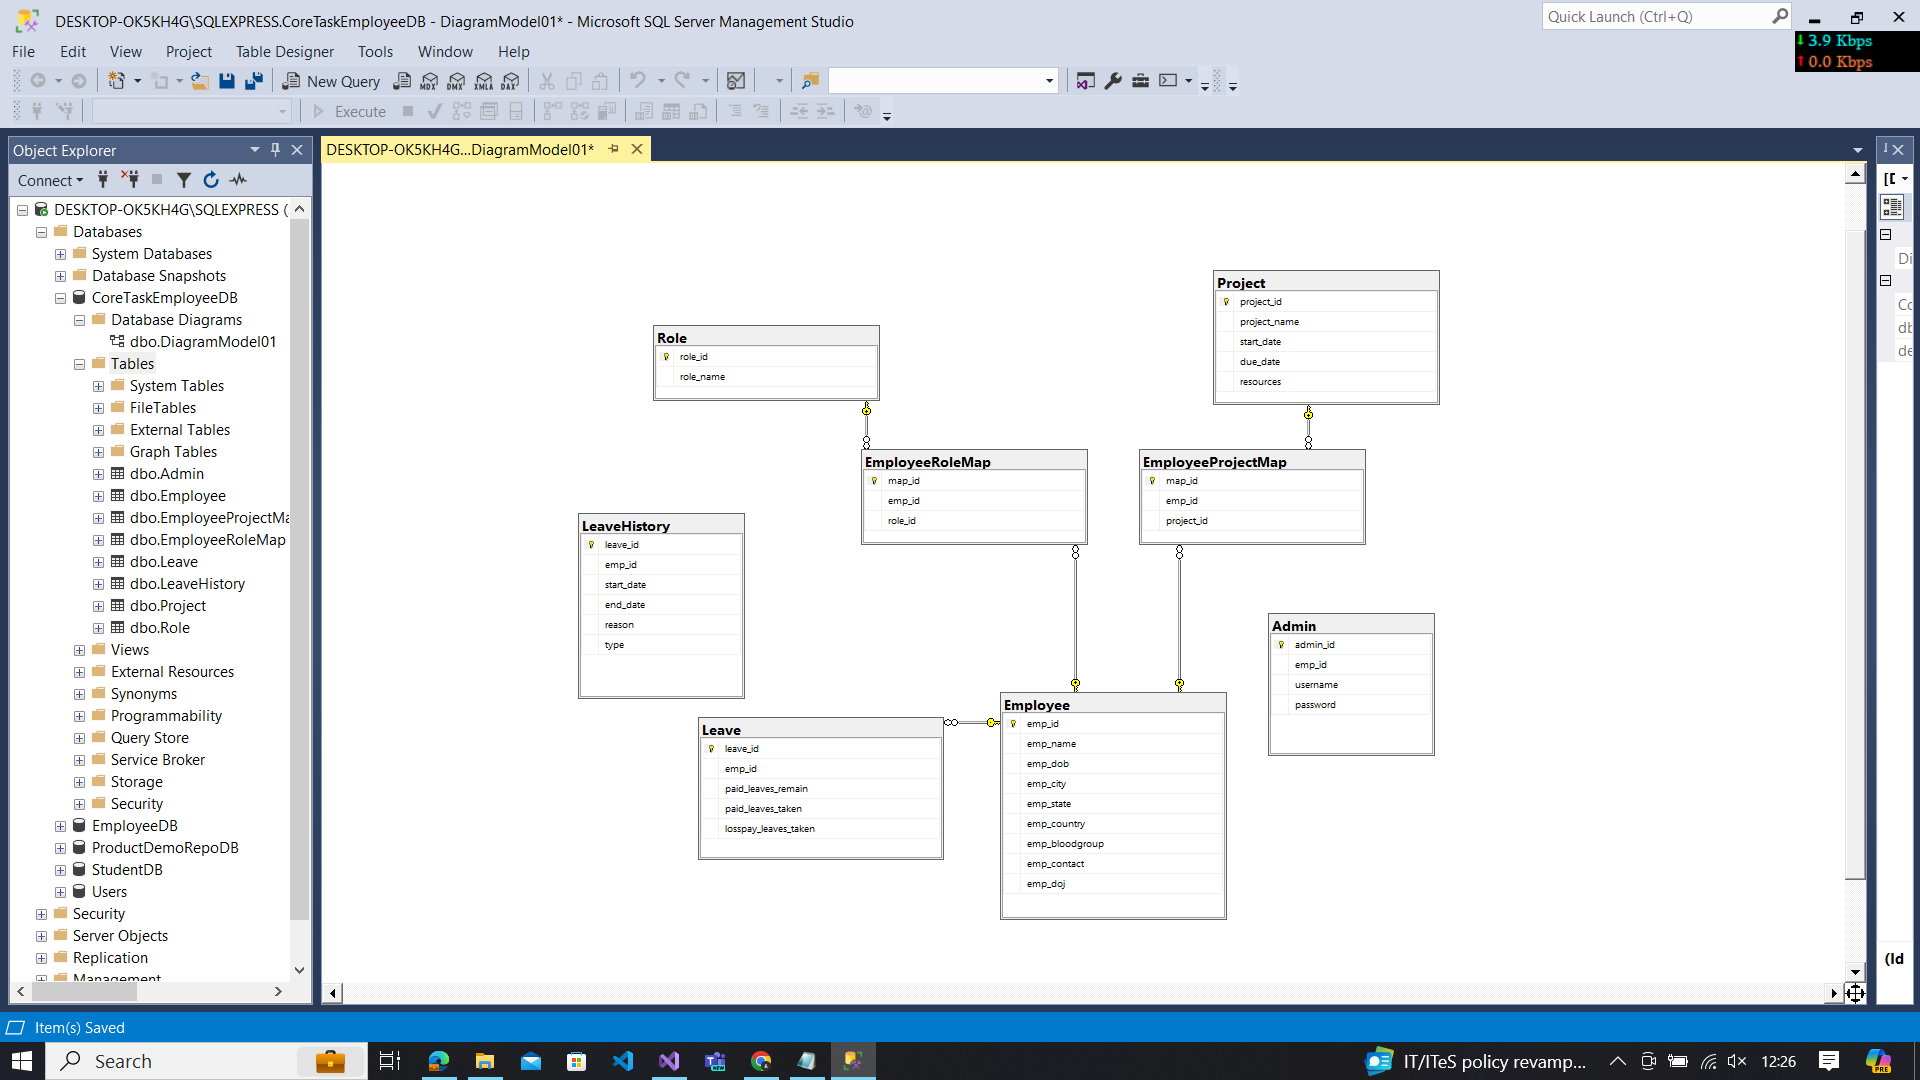 DESKTOP-OK5KH4G\SQLEXPRESS.CoreTaskEmployeeDB - DiagramModel01* - Microsoft SQL Server Management Studio
Quick Launch (Ctrl+Q)
3.9 Kbps
0.0 Kbps
File Edit View Project Table Designer Tools Window Help
New Query
MDX DMX XMLA DAX
Execute
Object Explorer
Connect
DESKTOP-OK5KH4G\SQLEXPRESS (
Databases
System Databases
Database Snapshots
CoreTaskEmployeeDB
Database Diagrams
dbo.DiagramModel01
Tables
System Tables
FileTables
External Tables
Graph Tables
dbo.Admin
dbo.Employee
dbo.EmployeeProjectMa
dbo.EmployeeRoleMap
dbo.Leave
dbo.LeaveHistory
dbo.Project
dbo.Role
Views
External Resources
Synonyms
Programmability
Query Store
Service Broker
Storage
Security
EmployeeDB
ProductDemoRepoDB
StudentDB
Users
Security
Server Objects
Replication
Management
DESKTOP-OK5KH4G...DiagramModel01*
Role
role_id
role_name
Project
project_id
project_name
start_date
due_date
resources
EmployeeRoleMap
map_id
emp_id
role_id
EmployeeProjectMap
map_id
emp_id
project_id
LeaveHistory
leave_id
emp_id
start_date
end_date
reason
type
Admin
admin_id
emp_id
username
password
Leave
leave_id
emp_id
paid_leaves_remain
paid_leaves_taken
losspay_leaves_taken
Employee
emp_id
emp_name
emp_dob
emp_city
emp_state
emp_country
emp_bloodgroup
emp_contact
emp_doj
Di
db
de
(Id
Item(s) Saved
Search
IT/ITeS policy revamp...
12:26